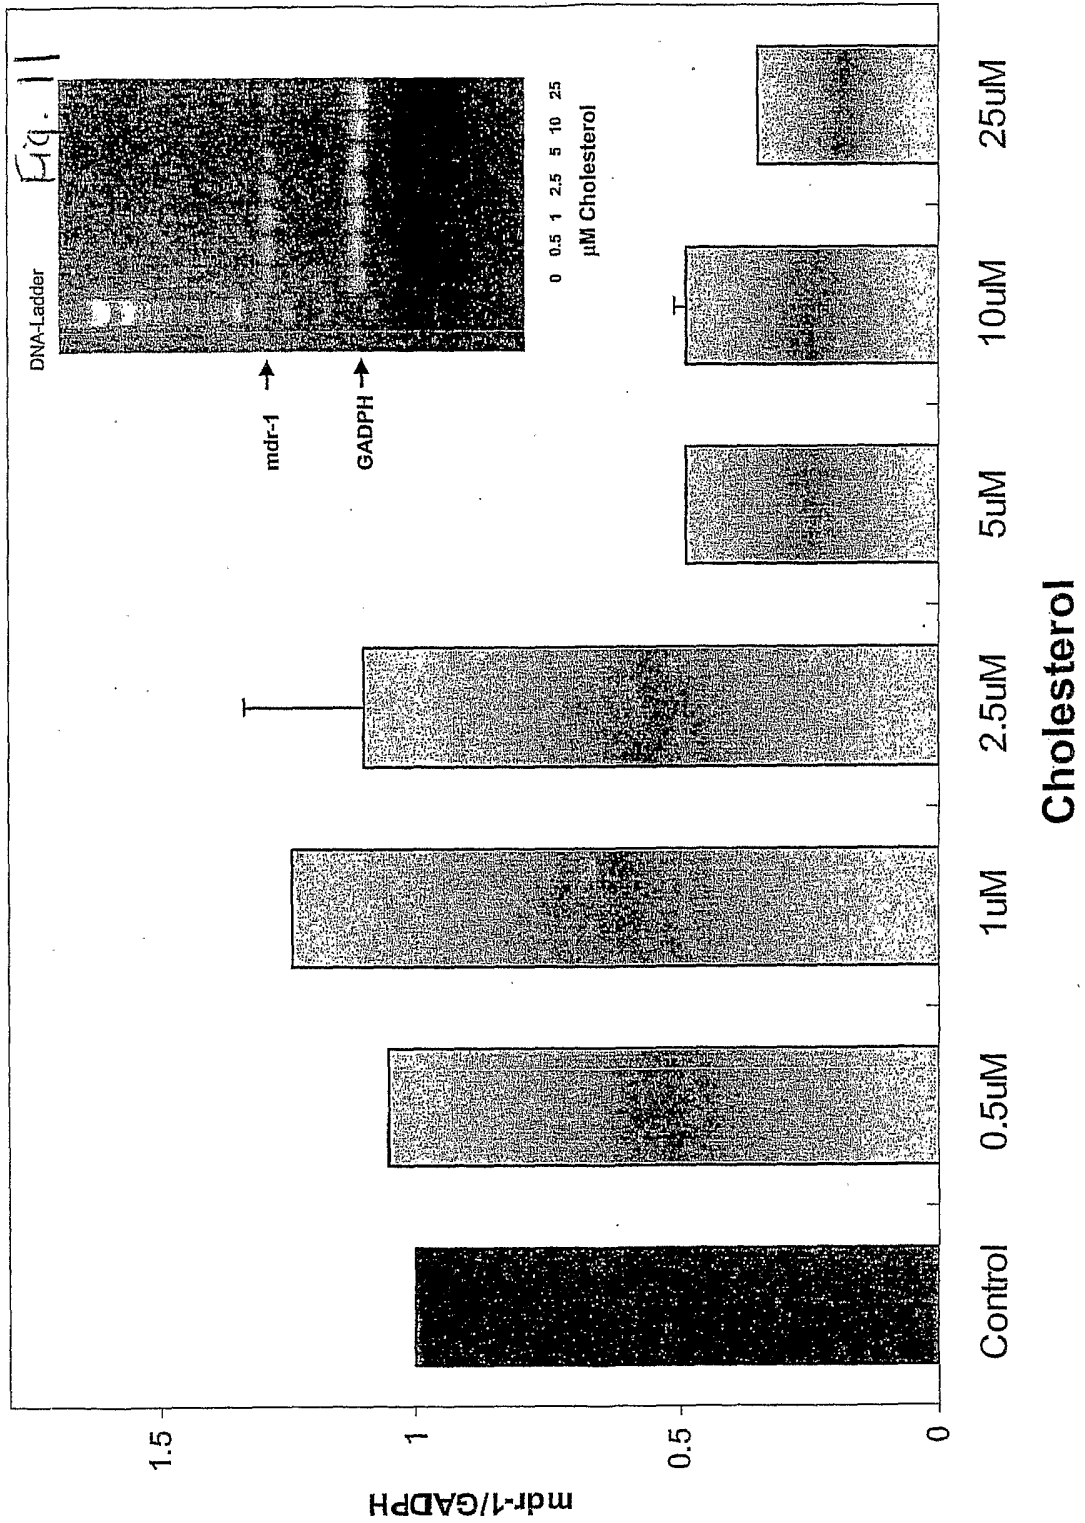 Fig. 11
DNA-Ladder
mdr-1
GADPH
0 0.5 1 2.5 5 10 25
µM Cholesterol
mdr-1/GADPH
1.5
1
0.5
0
Control 0.5uM 1uM 2.5uM 5uM 10uM 25uM
Cholesterol